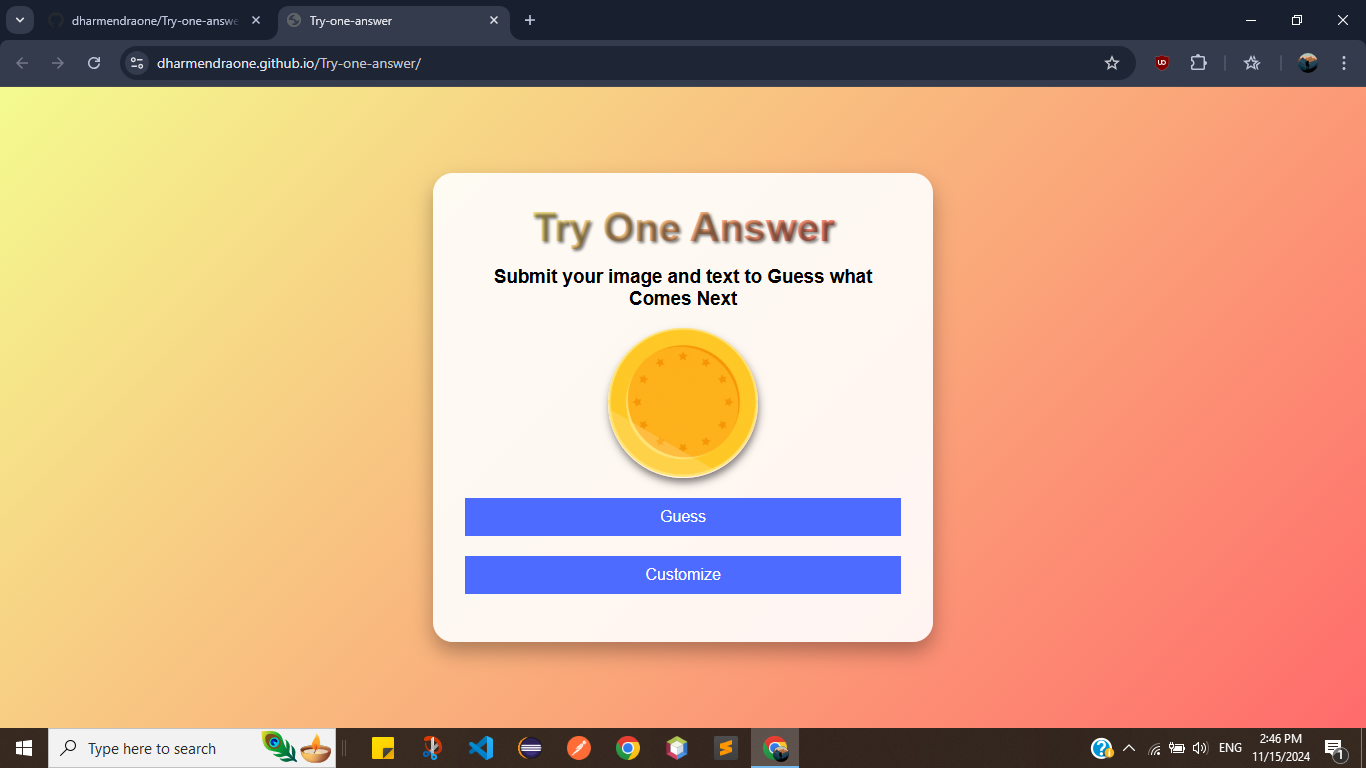 dharmendraone/Try-one-answe
Try-one-answer
dharmendraone.github.io/Try-one-answer/
Try One Answer
Submit your image and text to Guess what
Comes Next
Guess
Customize
Type here to search
ENG
2:46 PM
11/15/2024
1